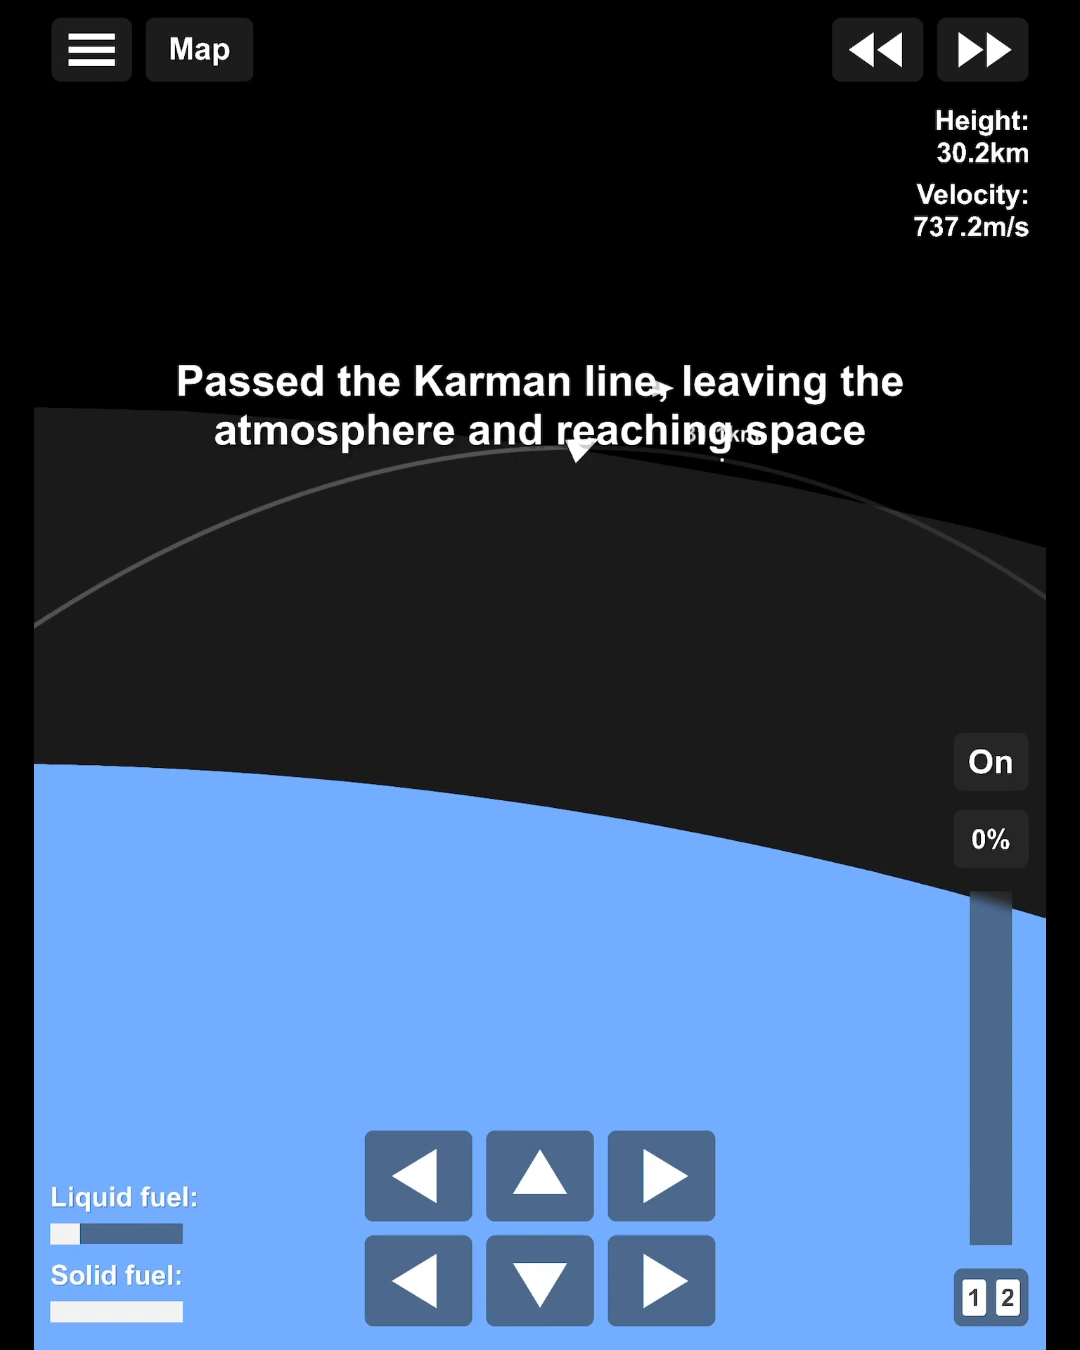 Map
Height:
30.2km
Velocity:
737.2m/s
Passed the Karman line, leaving the
atmosphere and reaching space
On
0%
Liquid fuel:
Solid fuel:
1 2